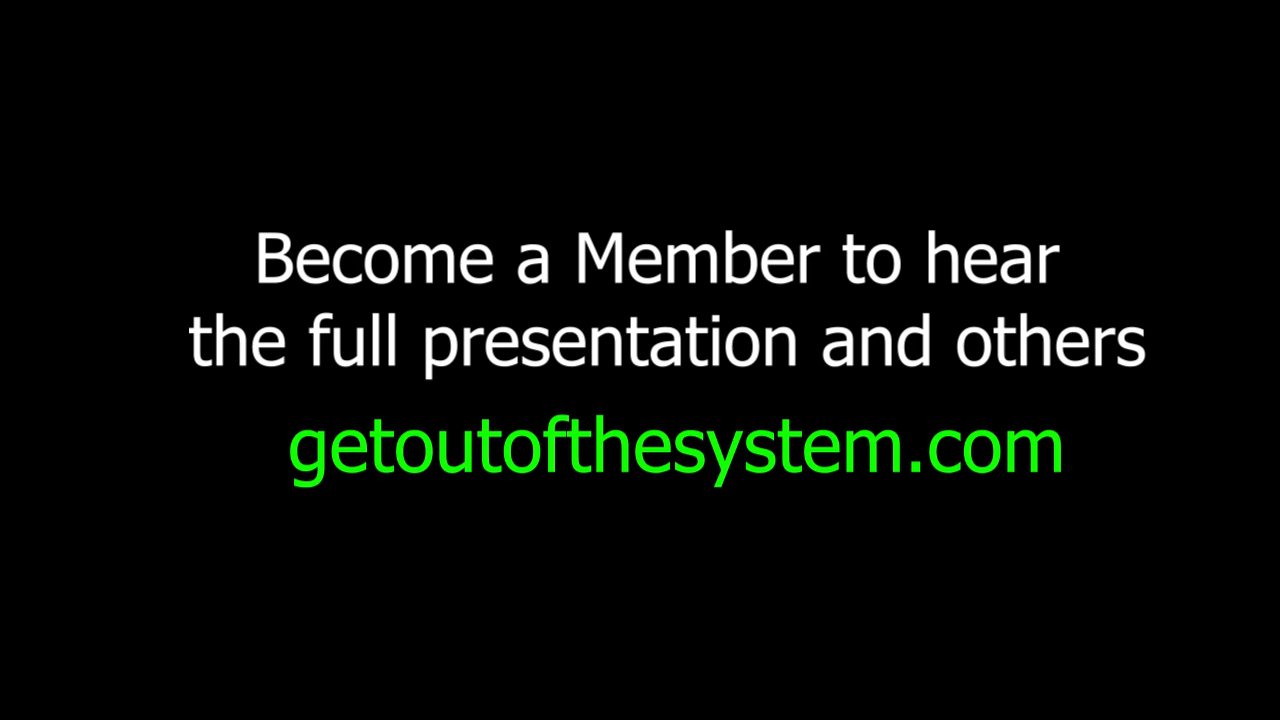 Become a Member to hear
the full presentation and others
getoutofthesystem.com